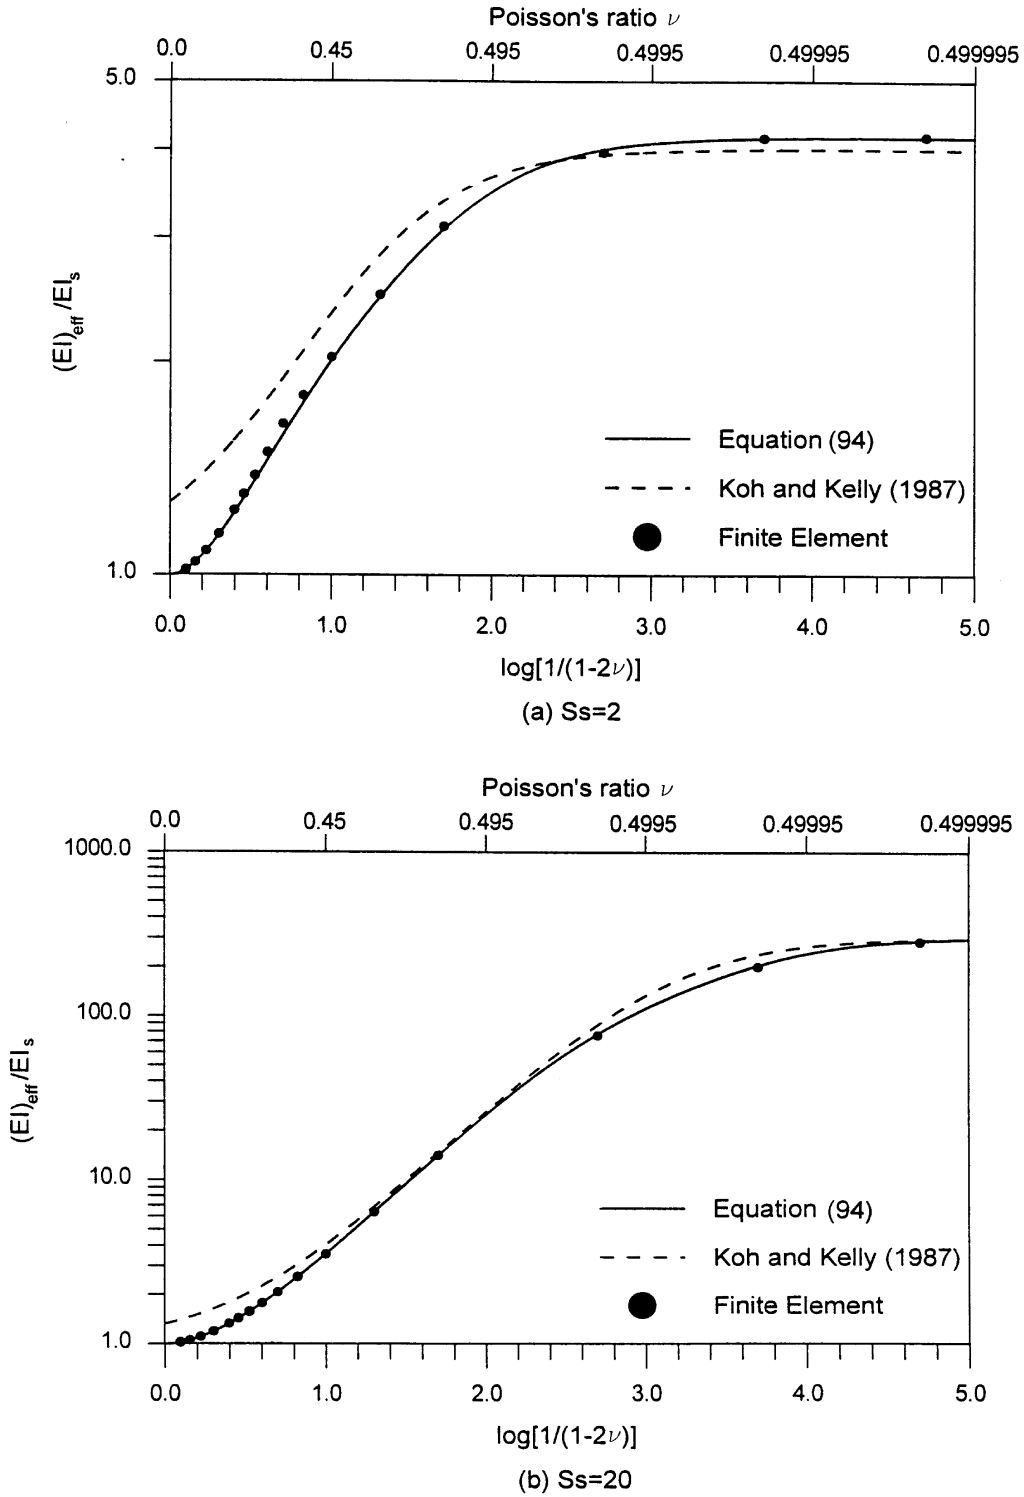 Poisson's ratio ν
0.0 0.45 0.495 0.4995 0.49995 0.499995
5.0
1.0
(EI)eff/EIs
Equation (94)
Koh and Kelly (1987)
Finite Element
0.0 1.0 2.0 3.0 4.0 5.0
log[1/(1-2ν)]
(a) Ss=2
Poisson's ratio ν
0.0 0.45 0.495 0.4995 0.49995 0.499995
1000.0
100.0
10.0
1.0
(EI)eff/EIs
Equation (94)
Koh and Kelly (1987)
Finite Element
0.0 1.0 2.0 3.0 4.0 5.0
log[1/(1-2ν)]
(b) Ss=20